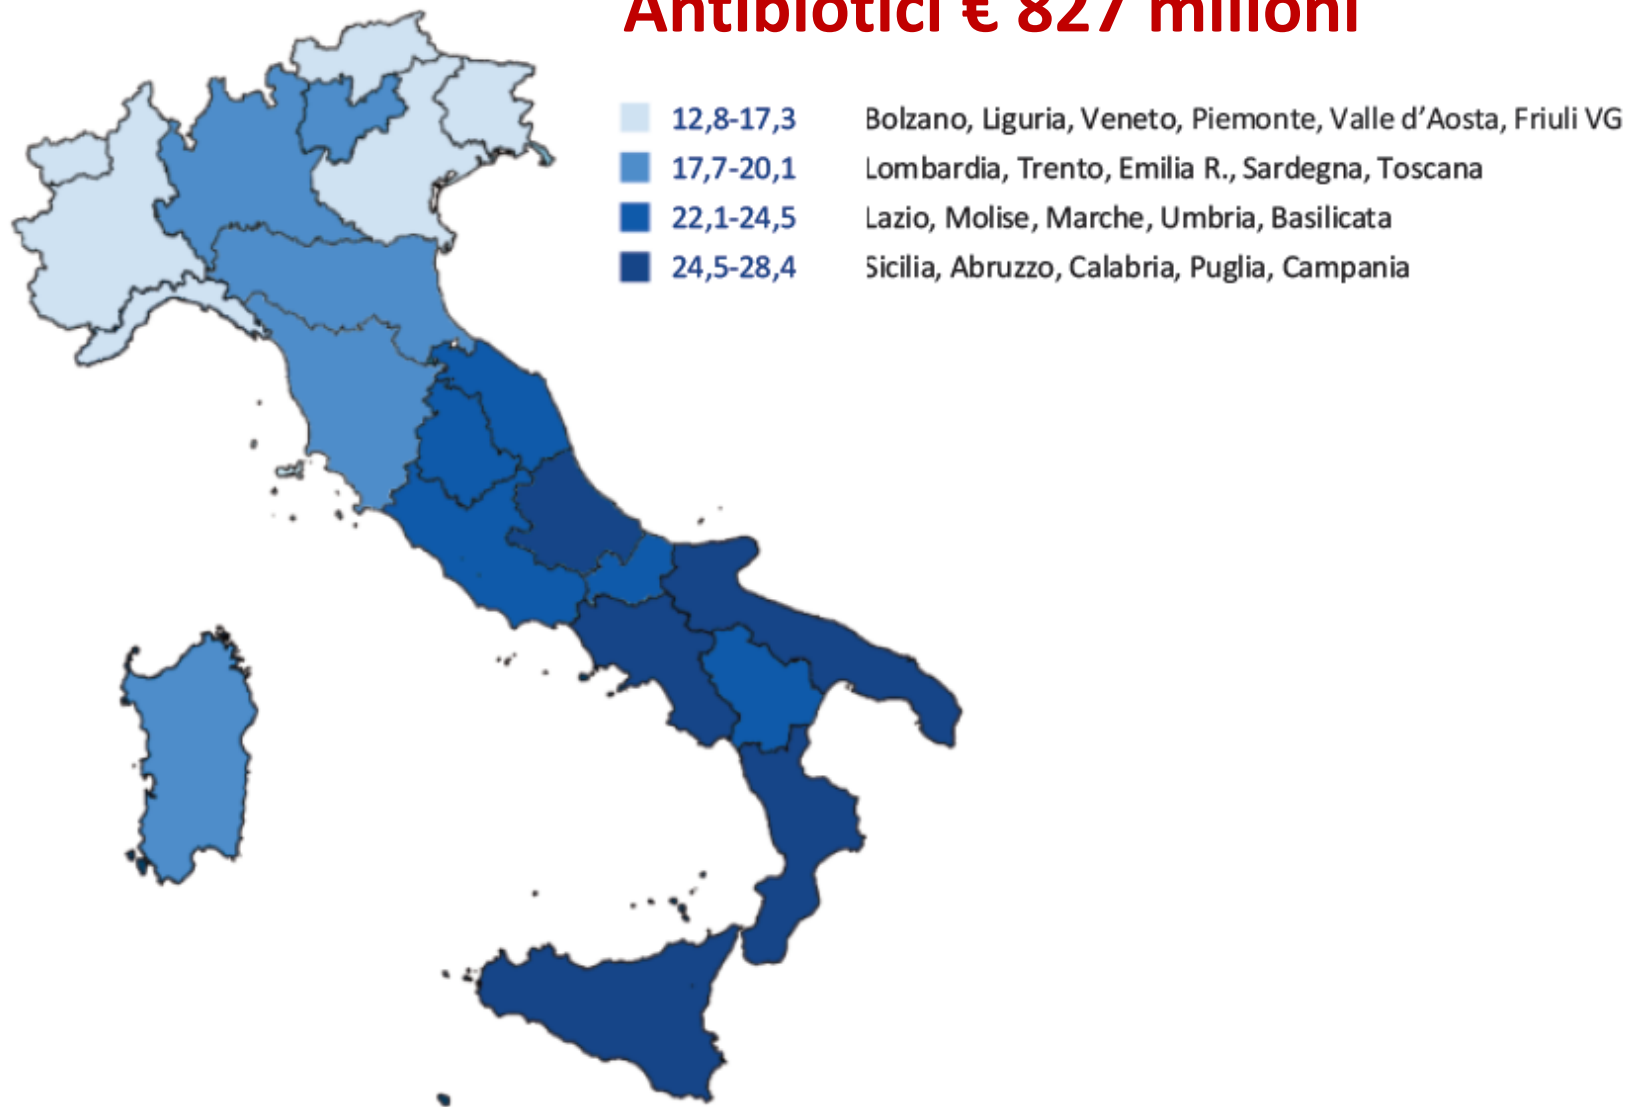 Antibiotici € 827 milioni
12,8-17,3 Bolzano, Liguria, Veneto, Piemonte, Valle d’Aosta, Friuli VG
17,7-20,1 Lombardia, Trento, Emilia R., Sardegna, Toscana
22,1-24,5 Lazio, Molise, Marche, Umbria, Basilicata
24,5-28,4 Sicilia, Abruzzo, Calabria, Puglia, Campania